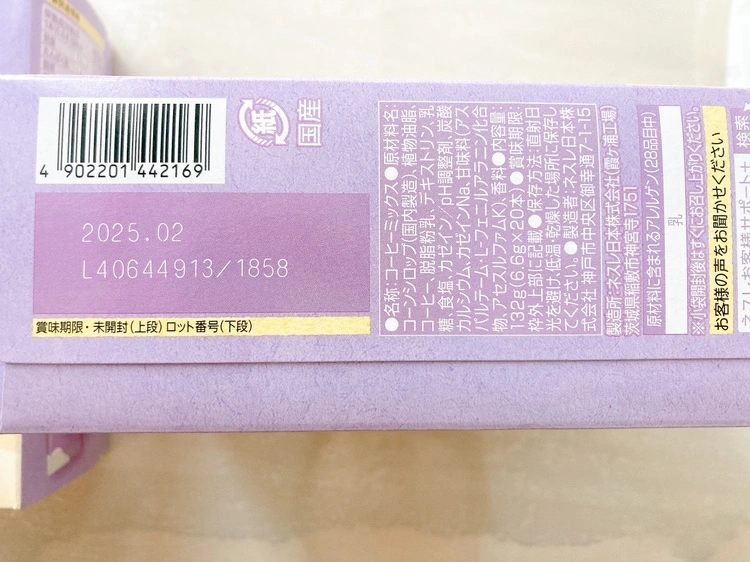 4 902201 442169
紙
国産
2025.02
L40644913/1858
賞味期限・未開封(上段) ロット番号(下段)
●名称:コーヒーミックス ●原材料名:
コーンシロップ(国内製造)、植物油脂、
コーヒー、脱脂粉乳、デキストリン、乳
糖、食塩、カゼイン/pH調整剤、炭酸
カルシウム、カゼインNa、甘味料(アス
パルテーム・L-フェニルアラニン化合
物、アセスルファムK)、香料 ●内容量:
132g(6.6g×20本) ●賞味期限:
枠外上部に記載 ●保存方法:直射日
光を避け、低温・乾燥した場所に保存し
てください。 ●製造者:ネスレ日本株
式会社 神戸市中央区御幸通7-1-15
製造所:ネスレ日本株式会社(霞ヶ浦工場)
茨城県稲敷市神宮寺1751
原材料に含まれるアレルゲン(28品目中)
乳
※小袋開封後はすぐにお召し上がりください。
お客様の声をお聞かせください
検索